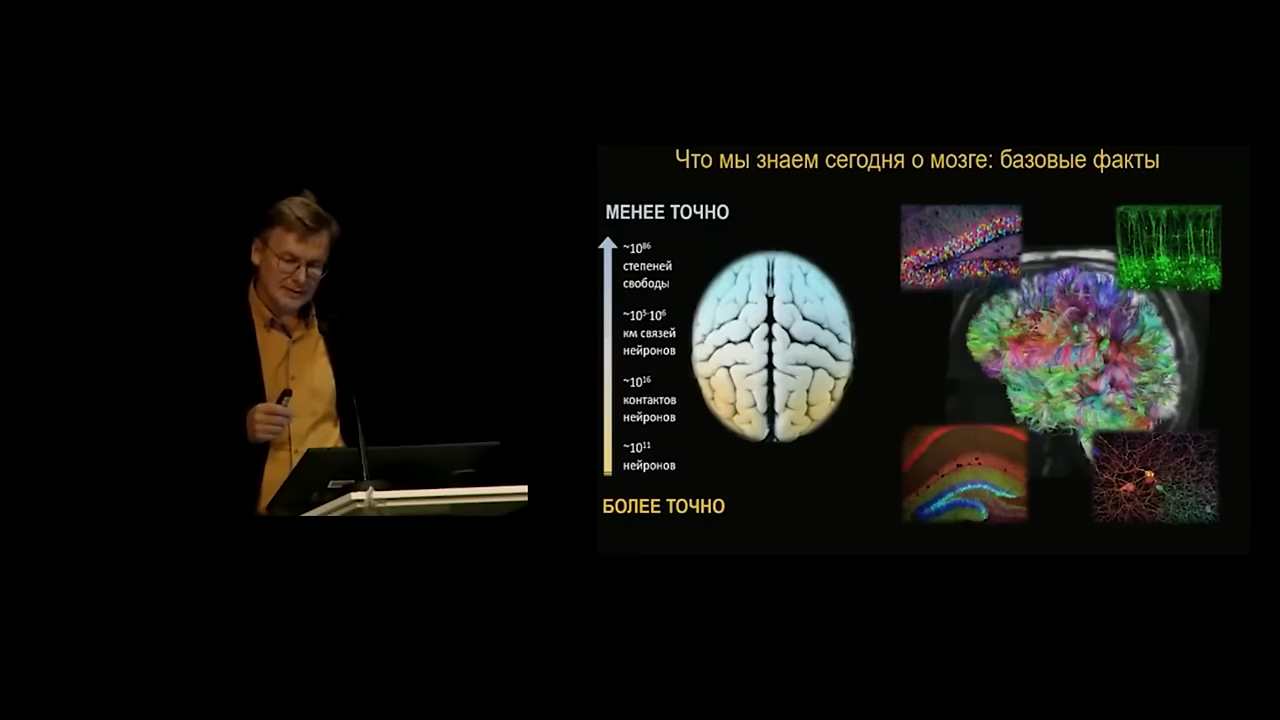 Что мы знаем сегодня о мозге: базовые факты
МЕНЕЕ ТОЧНО
~10⁸⁶
степеней
свободы
~10⁵-10⁶
км связей
нейронов
~10¹⁶
контактов
нейронов
~10¹¹
нейронов
БОЛЕЕ ТОЧНО